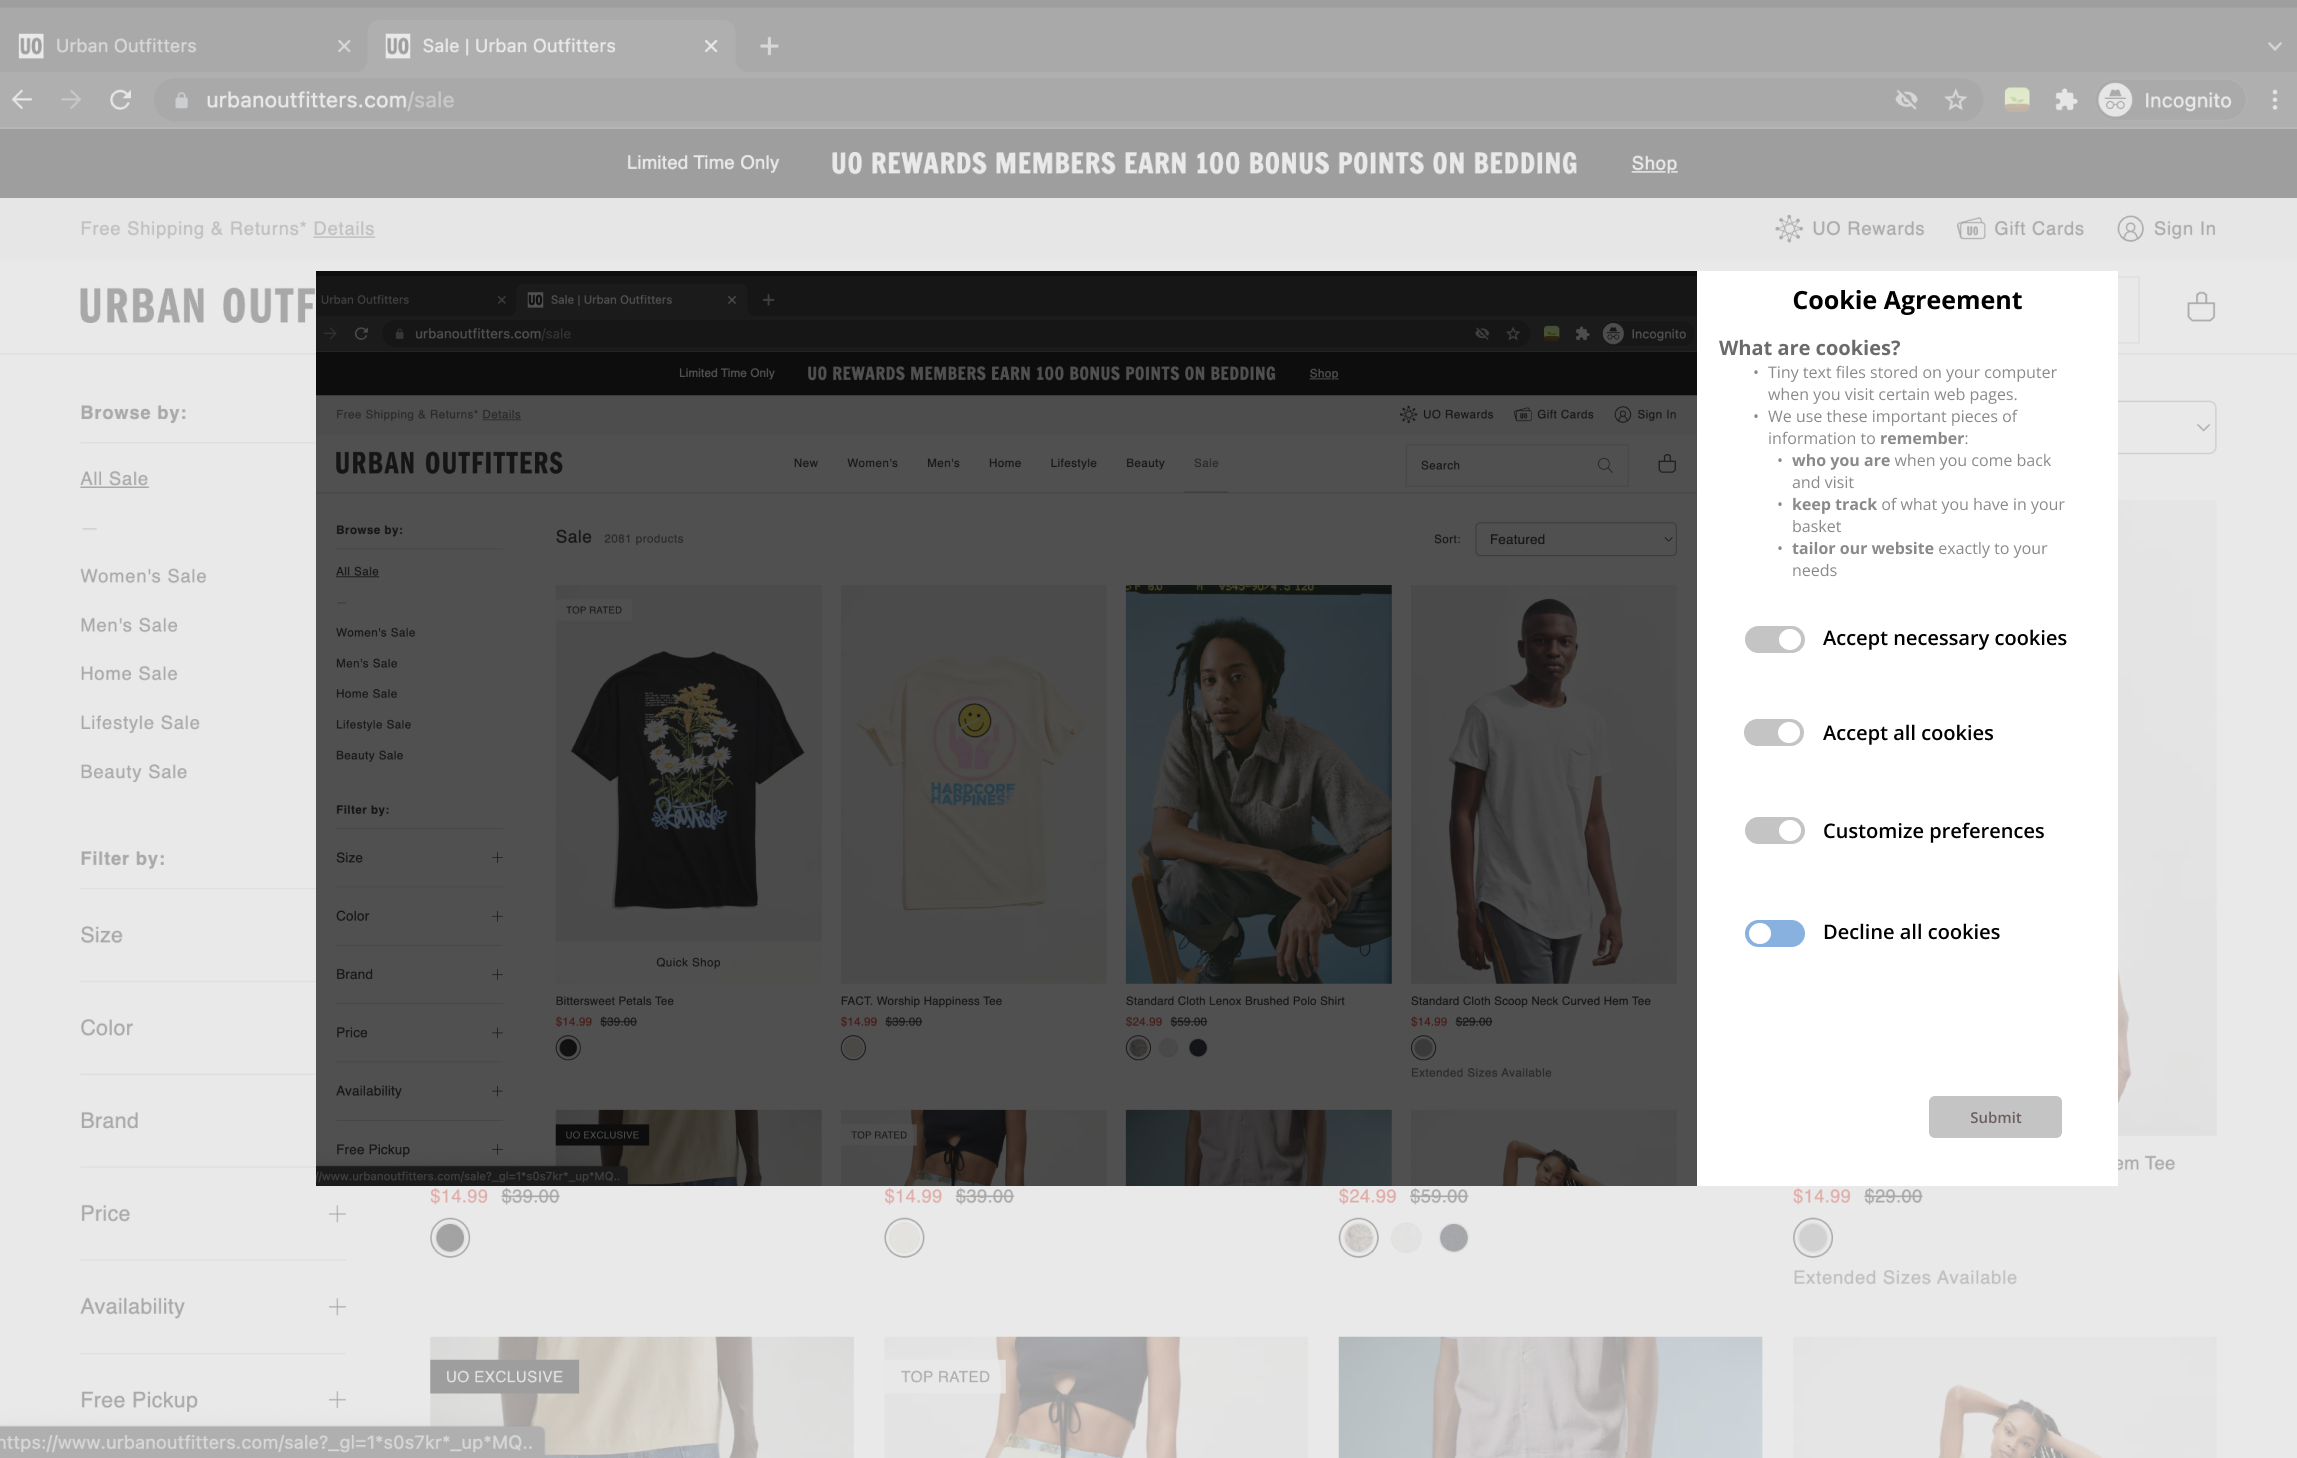 UO Urban Outfitters
UO Sale | Urban Outfitters
urbanoutfitters.com/sale
Incognito
Limited Time Only UO REWARDS MEMBERS EARN 100 BONUS POINTS ON BEDDING Shop
Free Shipping & Returns* Details
UO Rewards UO Gift Cards Sign In
URBAN OUTF
Browse by:
All Sale
Women's Sale
Men's Sale
Home Sale
Lifestyle Sale
Beauty Sale
Filter by:
Size
Color
Brand
Price
Availability
Free Pickup
https://www.urbanoutfitters.com/sale?_gl=1*s0s7kr*_up*MQ..
Urban Outfitters
UO Sale | Urban Outfitters
urbanoutfitters.com/sale
Incognito
Limited Time Only UO REWARDS MEMBERS EARN 100 BONUS POINTS ON BEDDING Shop
Free Shipping & Returns* Details
UO Rewards UO Gift Cards Sign In
URBAN OUTFITTERS
New Women's Men's Home Lifestyle Beauty Sale
Search
Browse by:
All Sale
Women's Sale
Men's Sale
Home Sale
Lifestyle Sale
Beauty Sale
Filter by:
Size
Color
Brand
Price
Availability
Free Pickup
/www.urbanoutfitters.com/sale?_gl=1*s0s7kr*_up*MQ..
Sale 2081 products
Sort: Featured
TOP RATED
HARDCORE
HAPPINESS
Quick Shop
Bittersweet Petals Tee
$14.99 $39.00
FACT. Worship Happiness Tee
$14.99 $39.00
Standard Cloth Lenox Brushed Polo Shirt
$24.99 $59.00
Standard Cloth Scoop Neck Curved Hem Tee
$14.99 $29.00
Extended Sizes Available
UO EXCLUSIVE
TOP RATED
Cookie Agreement
What are cookies?
• Tiny text files stored on your computer
when you visit certain web pages.
• We use these important pieces of
information to remember:
• who you are when you come back
and visit
• keep track of what you have in your
basket
• tailor our website exactly to your
needs
Accept necessary cookies
Accept all cookies
Customize preferences
Decline all cookies
Submit
em Tee
$14.99 $39.00
$14.99 $39.00
$24.99 $59.00
$14.99 $29.00
Extended Sizes Available
UO EXCLUSIVE
TOP RATED